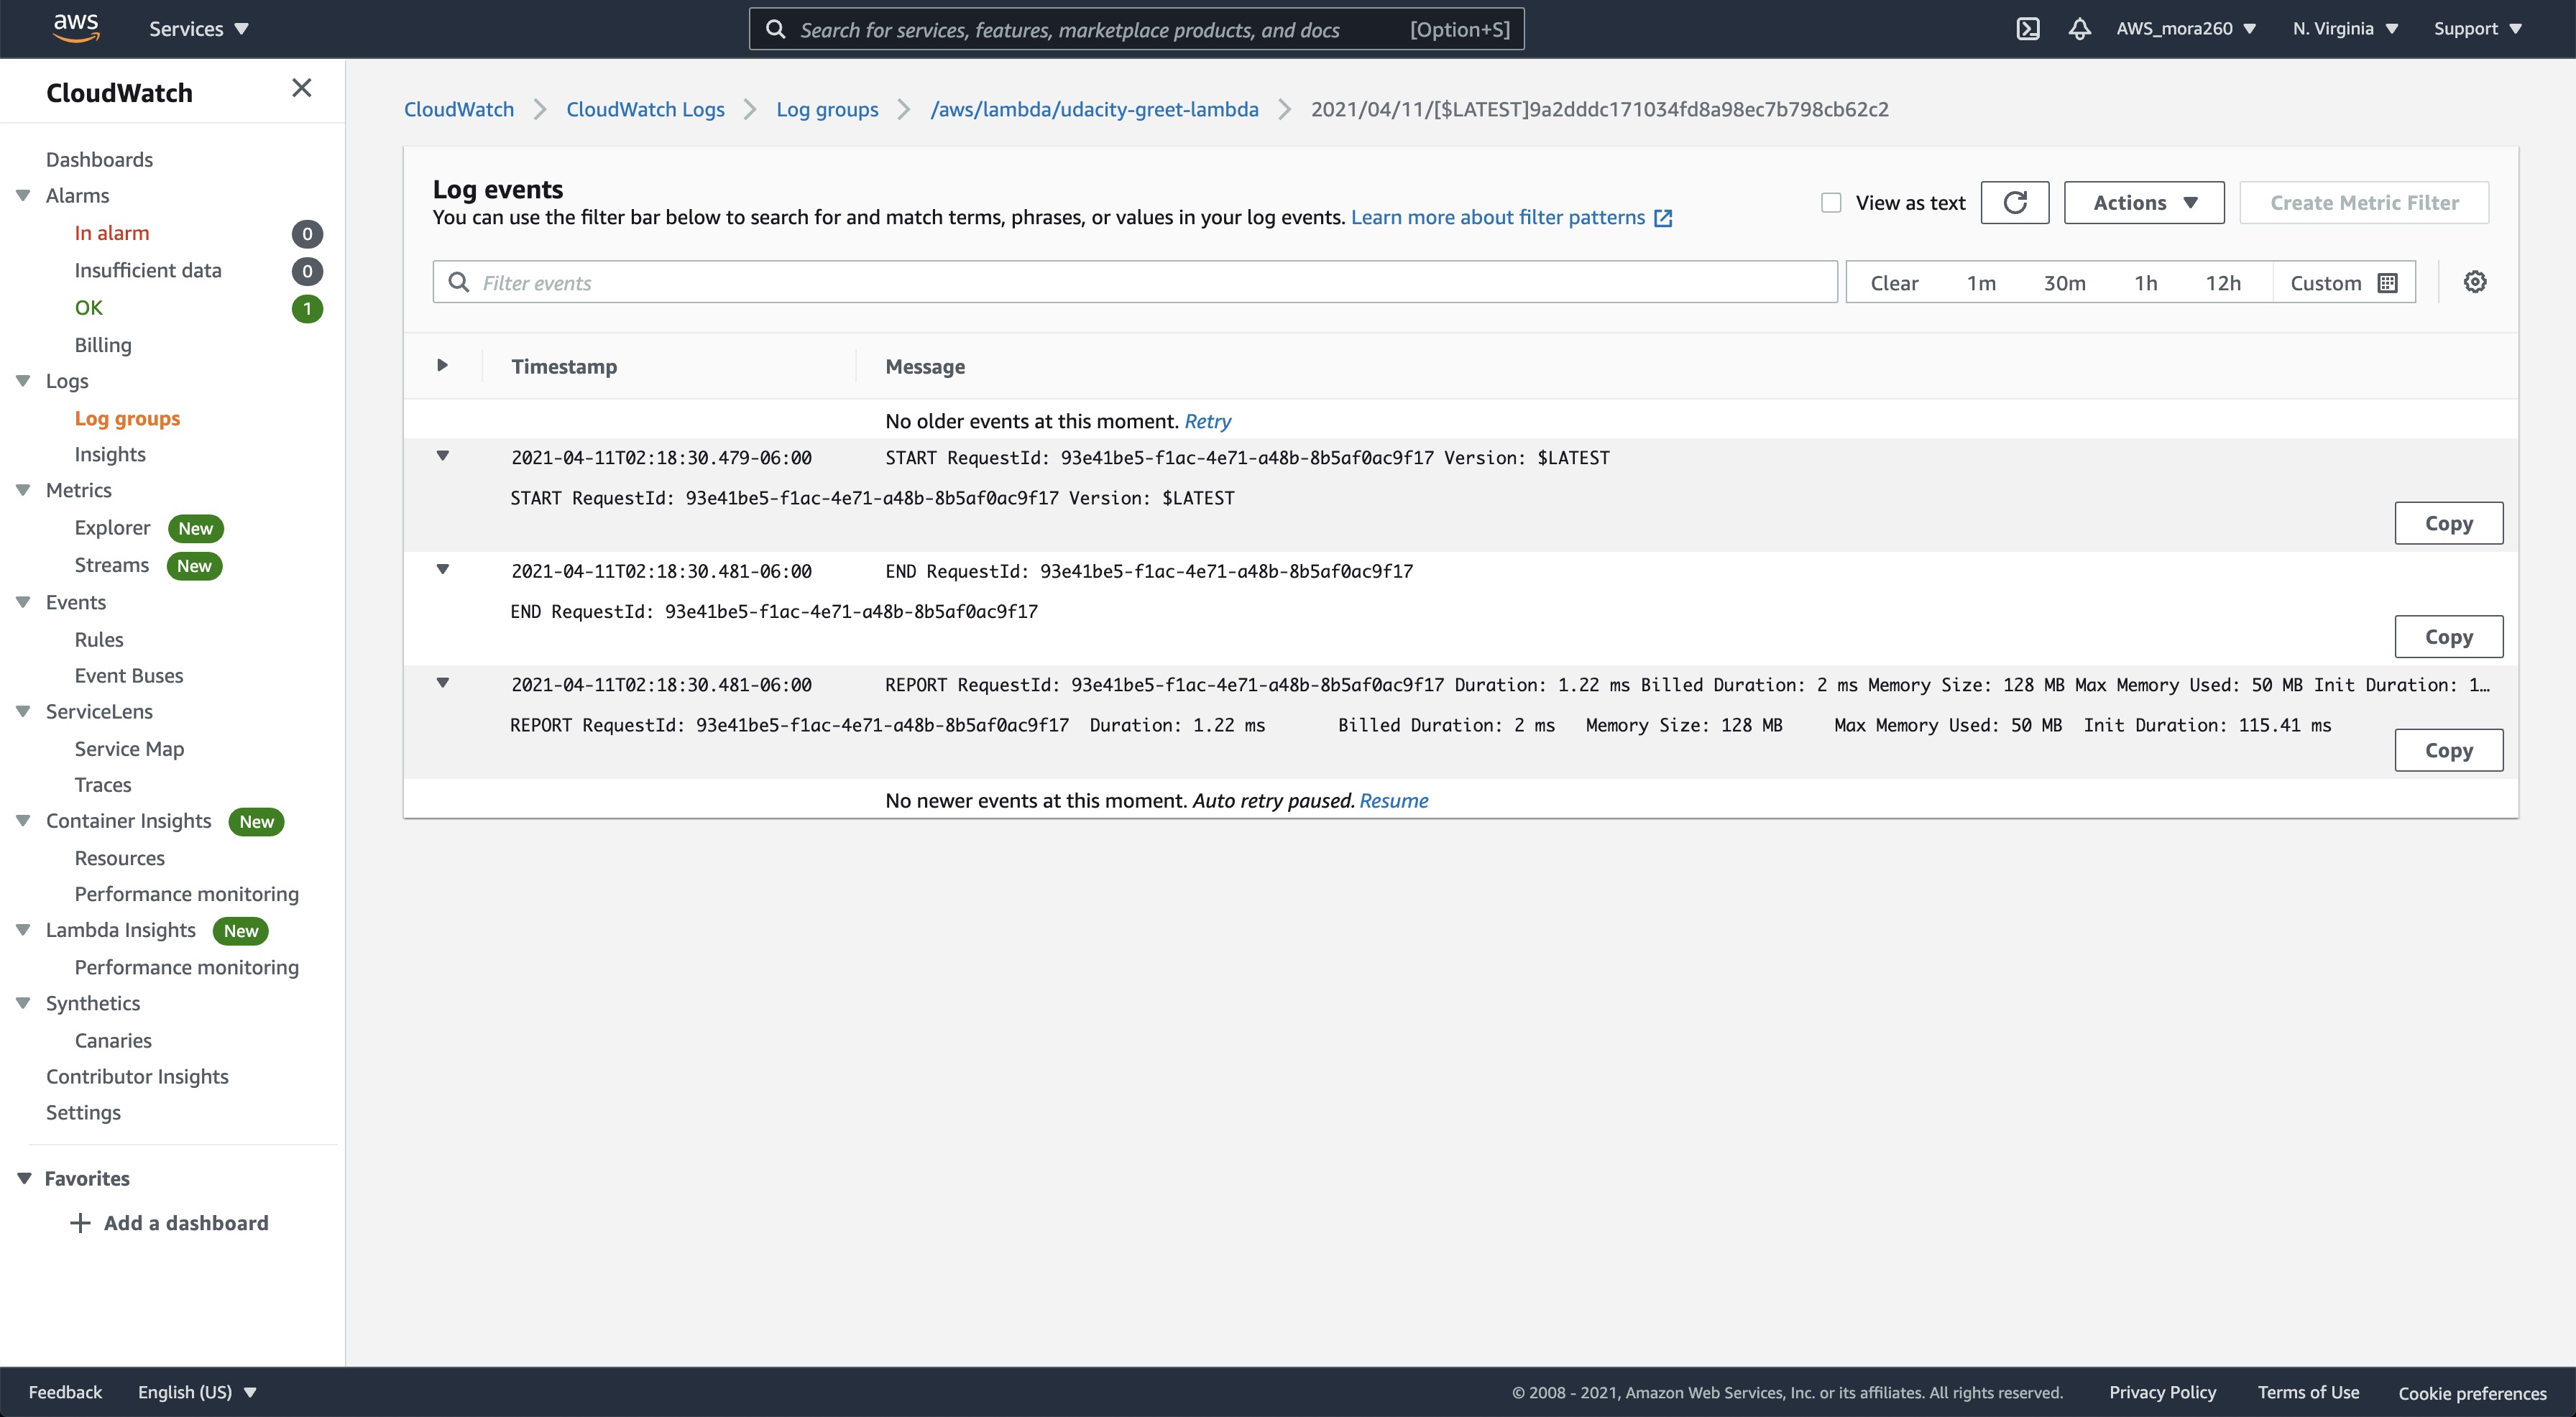 aws Services Search for services, features, marketplace products, and docs [Option+S] AWS_mora260 N. Virginia Support
CloudWatch
Dashboards
Alarms
In alarm 0
Insufficient data 0
OK 1
Billing
Logs
Log groups
Insights
Metrics
Explorer New
Streams New
Events
Rules
Event Buses
ServiceLens
Service Map
Traces
Container Insights New
Resources
Performance monitoring
Lambda Insights New
Performance monitoring
Synthetics
Canaries
Contributor Insights
Settings
Favorites
Add a dashboard
CloudWatch CloudWatch Logs Log groups /aws/lambda/udacity-greet-lambda 2021/04/11/[$LATEST]9a2dddc171034fd8a98ec7b798cb62c2
Log events
You can use the filter bar below to search for and match terms, phrases, or values in your log events. Learn more about filter patterns
View as text Actions Create Metric Filter
Filter events Clear 1m 30m 1h 12h Custom
Timestamp Message
No older events at this moment. Retry
2021-04-11T02:18:30.479-06:00 START RequestId: 93e41be5-f1ac-4e71-a48b-8b5af0ac9f17 Version: $LATEST
START RequestId: 93e41be5-f1ac-4e71-a48b-8b5af0ac9f17 Version: $LATEST
Copy
2021-04-11T02:18:30.481-06:00 END RequestId: 93e41be5-f1ac-4e71-a48b-8b5af0ac9f17
END RequestId: 93e41be5-f1ac-4e71-a48b-8b5af0ac9f17
Copy
2021-04-11T02:18:30.481-06:00 REPORT RequestId: 93e41be5-f1ac-4e71-a48b-8b5af0ac9f17 Duration: 1.22 ms Billed Duration: 2 ms Memory Size: 128 MB Max Memory Used: 50 MB Init Duration: 1…
REPORT RequestId: 93e41be5-f1ac-4e71-a48b-8b5af0ac9f17 Duration: 1.22 ms Billed Duration: 2 ms Memory Size: 128 MB Max Memory Used: 50 MB Init Duration: 115.41 ms
Copy
No newer events at this moment. Auto retry paused. Resume
Feedback English (US) © 2008 - 2021, Amazon Web Services, Inc. or its affiliates. All rights reserved. Privacy Policy Terms of Use Cookie preferences